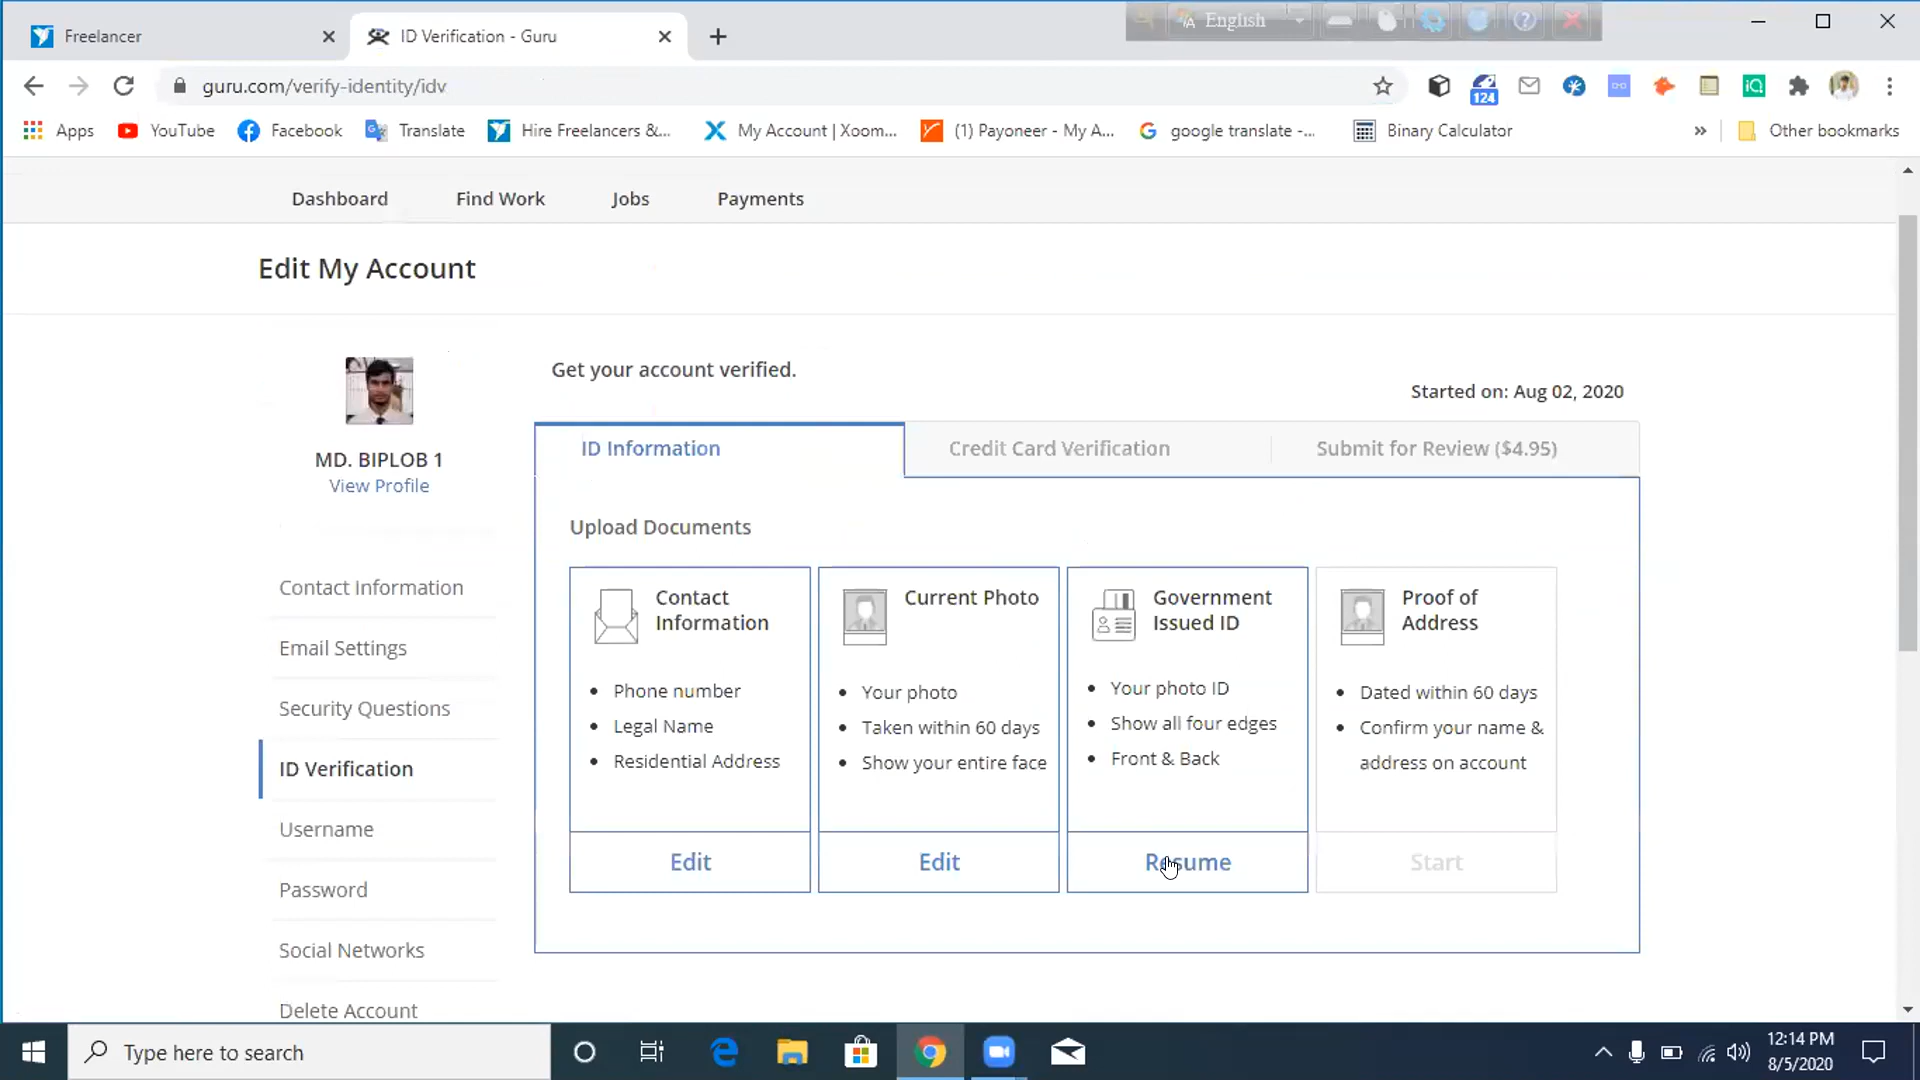 English
Freelancer
ID Verification - Guru
guru.com/verify-identity/idv
124
Apps
YouTube
Facebook
Translate
Hire Freelancers &...
My Account | Xoom...
(1) Payoneer - My A...
google translate -...
Binary Calculator
»
Other bookmarks
Dashboard
Find Work
Jobs
Payments
Edit My Account
Get your account verified.
Started on: Aug 02, 2020
MD. BIPLOB 1
View Profile
Contact Information
Email Settings
Security Questions
ID Verification
Username
Password
Social Networks
Delete Account
ID Information
Credit Card Verification
Submit for Review ($4.95)
Upload Documents
Contact
Information
• Phone number
• Legal Name
• Residential Address
Edit
Current Photo
• Your photo
• Taken within 60 days
• Show your entire face
Edit
Government
Issued ID
• Your photo ID
• Show all four edges
• Front & Back
Resume
Proof of
Address
• Dated within 60 days
• Confirm your name &
address on account
Start
Type here to search
12:14 PM
8/5/2020